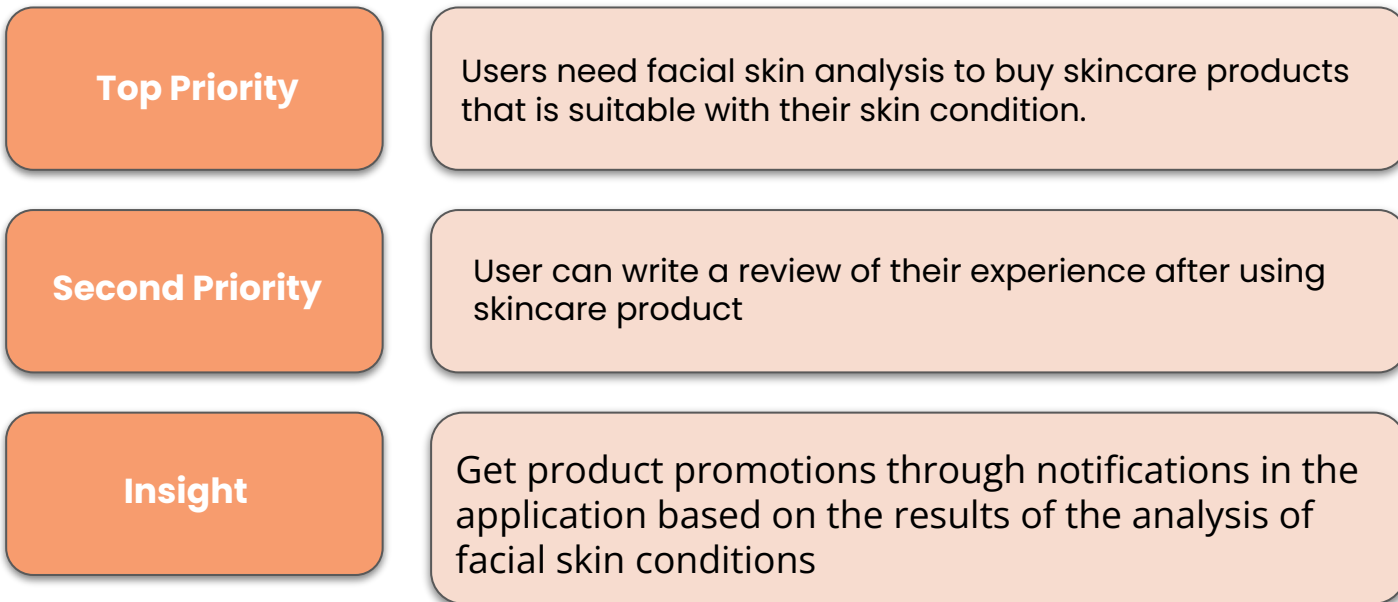 Top Priority
Users need facial skin analysis to buy skincare products
that is suitable with their skin condition.
Second Priority
User can write a review of their experience after using
skincare product
Insight
Get product promotions through notifications in the
application based on the results of the analysis of
facial skin conditions